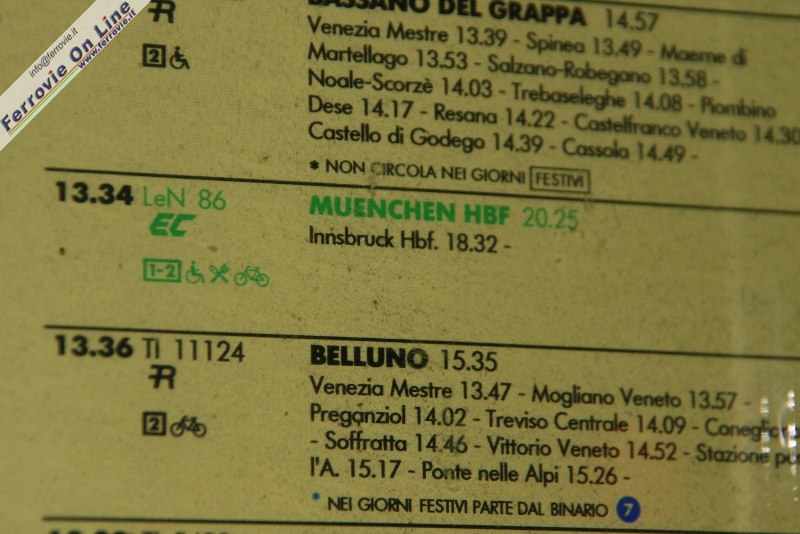 info@ferrovie.it
Ferrovie On Line
www.ferrovie.it
BASSANO DEL GRAPPA 14.57
R
2
Venezia Mestre 13.39 - Spinea 13.49 - Maerne di
Martellago 13.53 - Salzano-Robegano 13.58 -
Noale-Scorzè 14.03 - Trebaseleghe 14.08 - Piombino
Dese 14.17 - Resana 14.22 - Castelfranco Veneto 14.30
Castello di Godego 14.39 - Cassola 14.49 -
* NON CIRCOLA NEI GIORNI FESTIVI
13.34 LeN 86
EC
1-2
MUENCHEN HBF 20.25
Innsbruck Hbf. 18.32 -
13.36 TI 11124
R
2
BELLUNO 15.35
Venezia Mestre 13.47 - Mogliano Veneto 13.57 -
Preganziol 14.02 - Treviso Centrale 14.09 -
- Soffratta 14.46 - Vittorio Veneto 14.52 - Stazione per
l'A. 15.17 - Ponte nelle Alpi 15.26 -
* NEI GIORNI FESTIVI PARTE DAL BINARIO 7